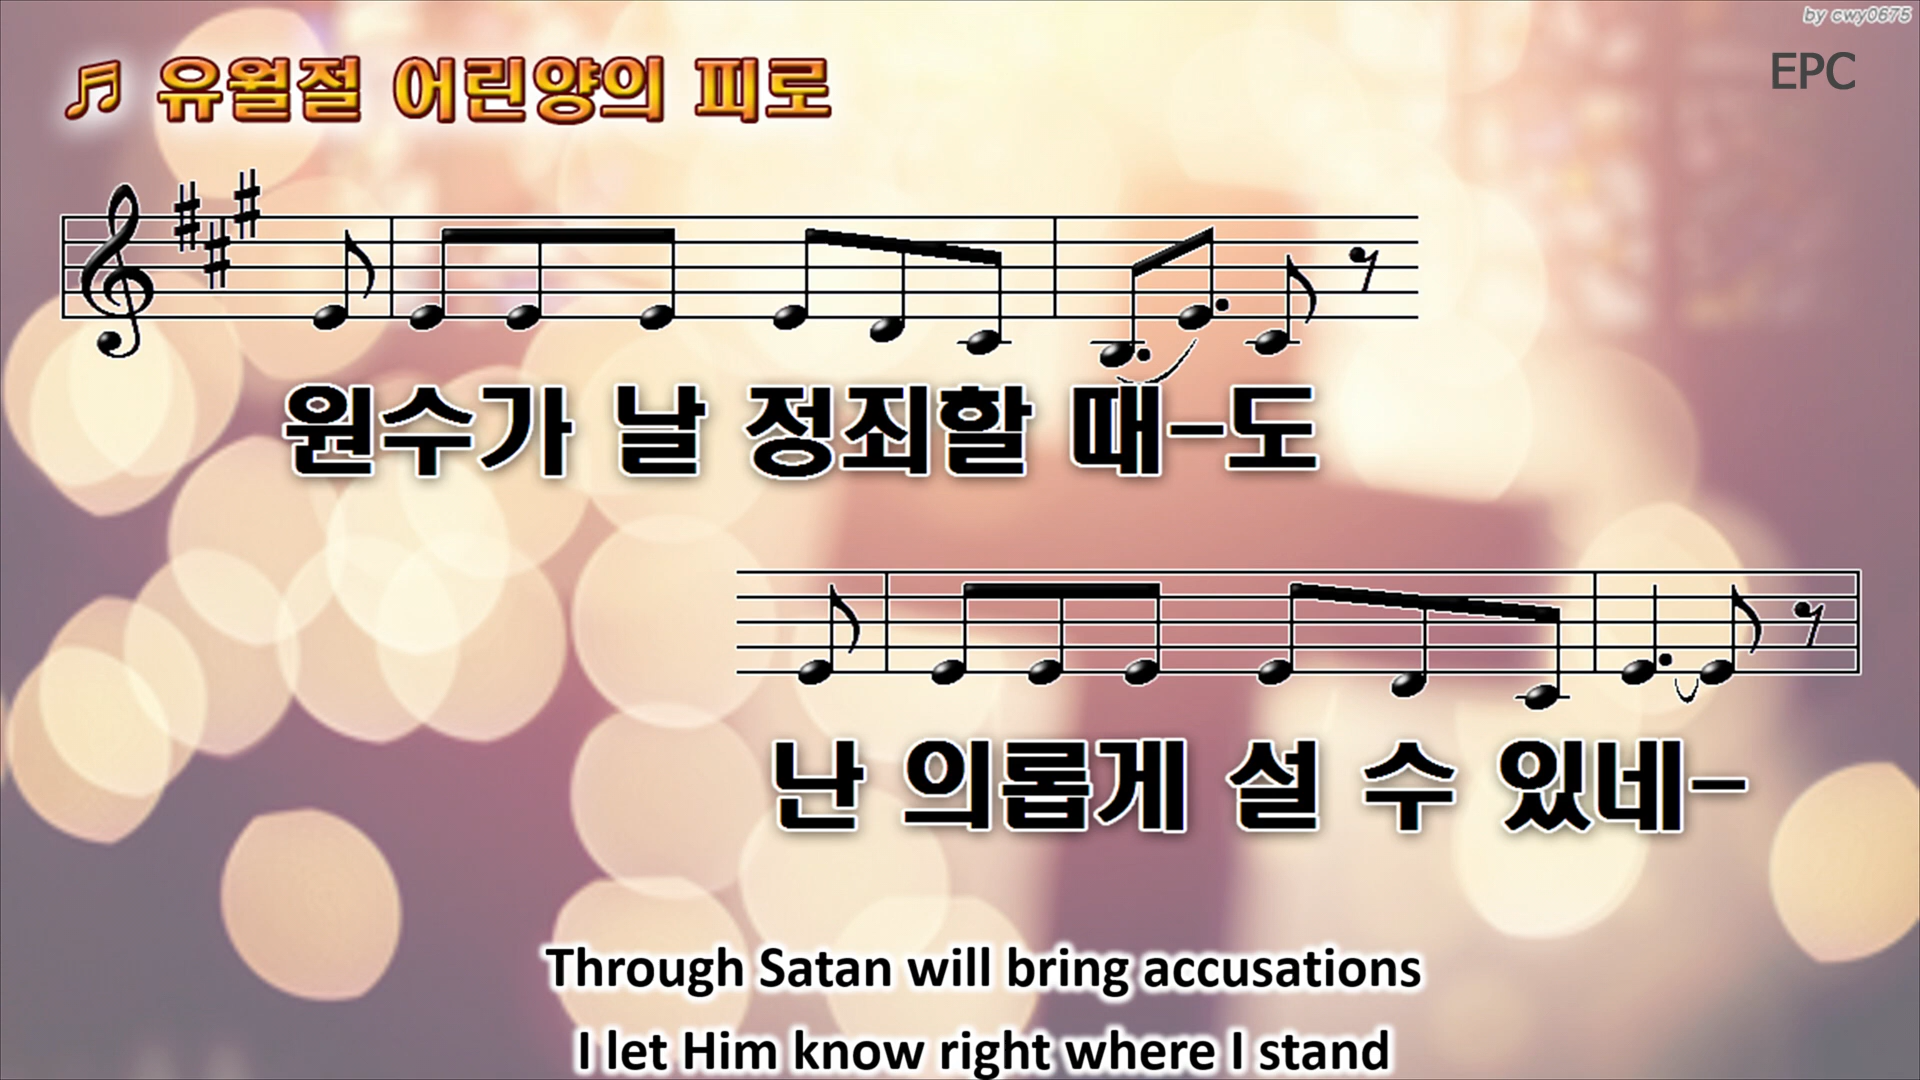 by cwy0675
EPC
♬ 유월절 어린양의 피로
원수가 날 정죄할 때-도
난 의롭게 설 수 있네-
Through Satan will bring accusations
I let Him know right where I stand